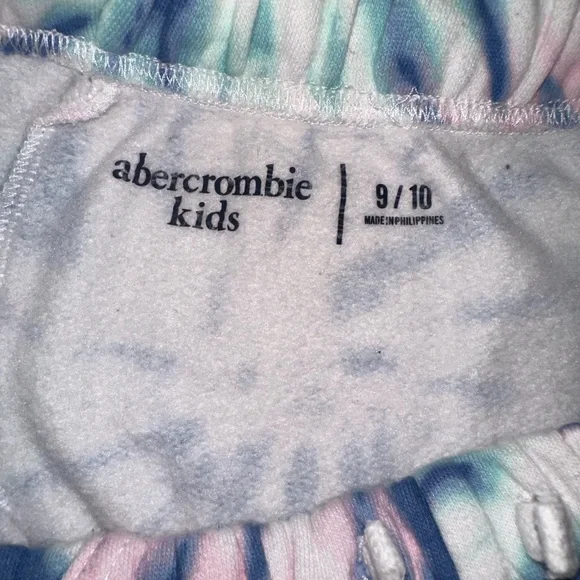 abercrombie
kids
9 / 10
MADE IN PHILIPPINES